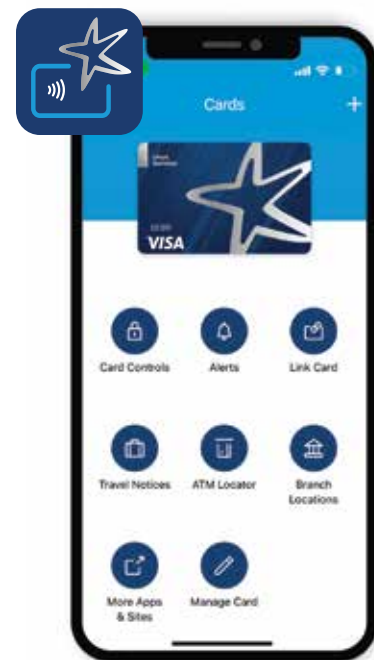 Cards
VISA
Card Controls
Alerts
Link Card
Travel Notices
ATM Locator
Branch
Locations
More Apps
& Sites
Manage Card